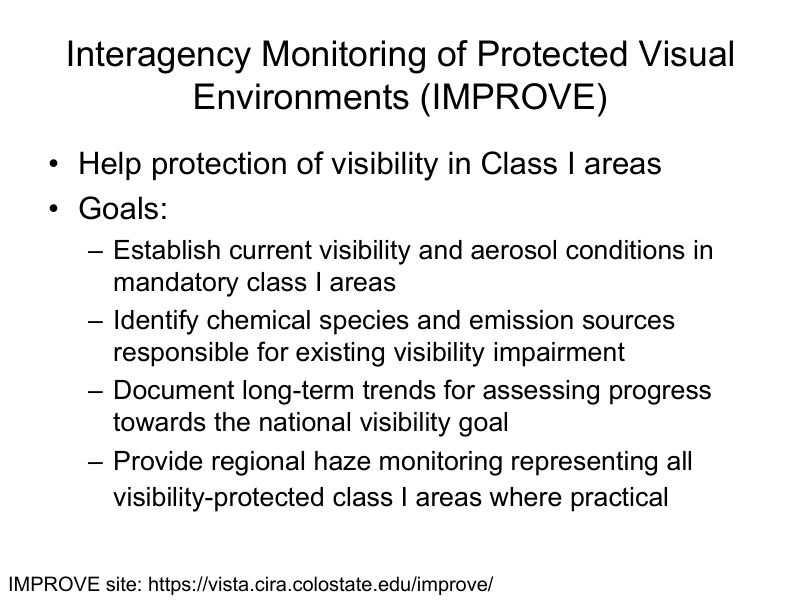 Interagency Monitoring of Protected Visual
Environments (IMPROVE)
• Help protection of visibility in Class I areas
• Goals:
– Establish current visibility and aerosol conditions in
mandatory class I areas
– Identify chemical species and emission sources
responsible for existing visibility impairment
– Document long-term trends for assessing progress
towards the national visibility goal
– Provide regional haze monitoring representing all
visibility-protected class I areas where practical
IMPROVE site: https://vista.cira.colostate.edu/improve/